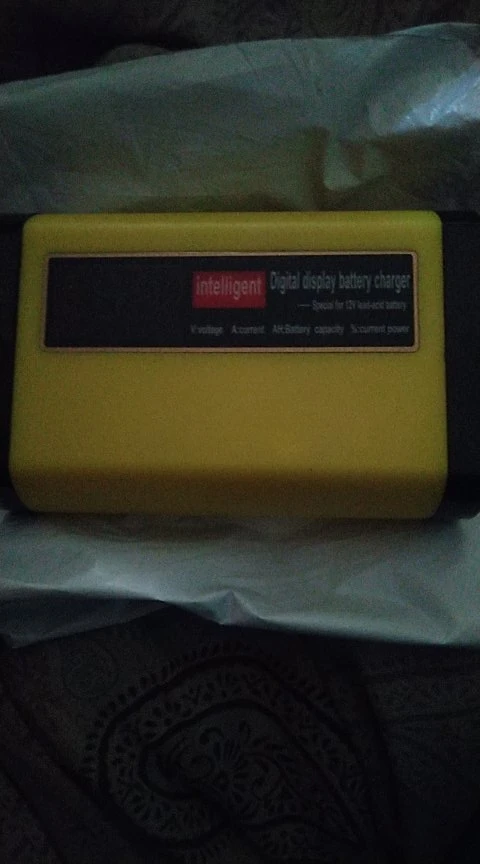 intelligent Digital display battery charger
— Special for 12V lead-acid battery
V:voltage A:current AH:Battery capacity %:current power